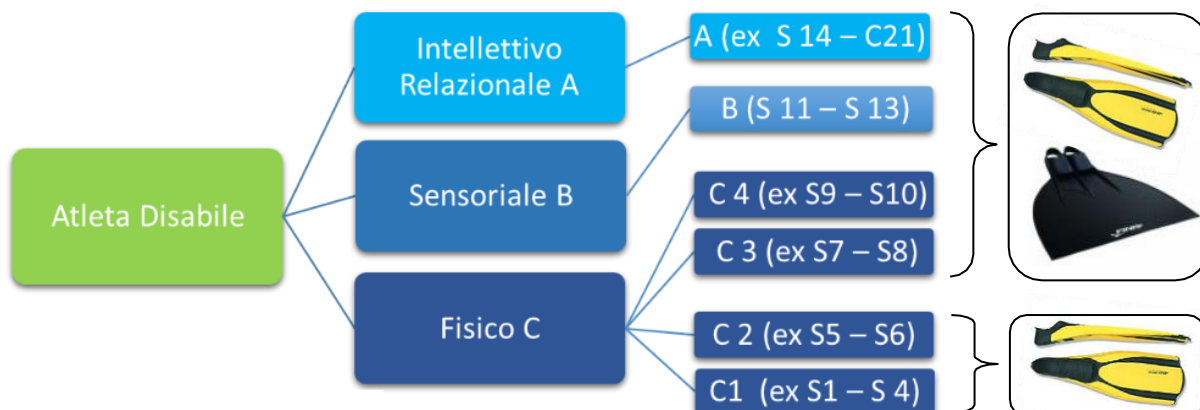 Atleta Disabile
Intellettivo
Relazionale A
Sensoriale B
Fisico C
A (ex  S 14 – C21)
B (S 11 – S 13)
C 4 (ex S9 – S10)
C 3 (ex S7 – S8)
C 2 (ex S5 – S6)
C1  (ex S1 – S 4)